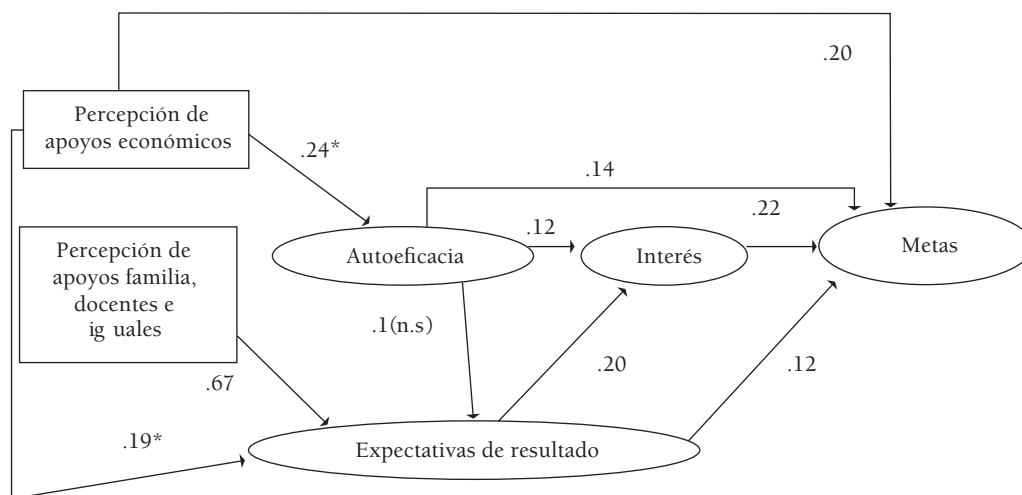 .20
Percepción de
apoyos económicos
.24*
.14
.12
.22
Autoeficacia
Interés
Metas
Percepción de
apoyos familia,
docentes e
ig uales
.1(n.s)
.67
.20
.12
.19*
Expectativas de resultado